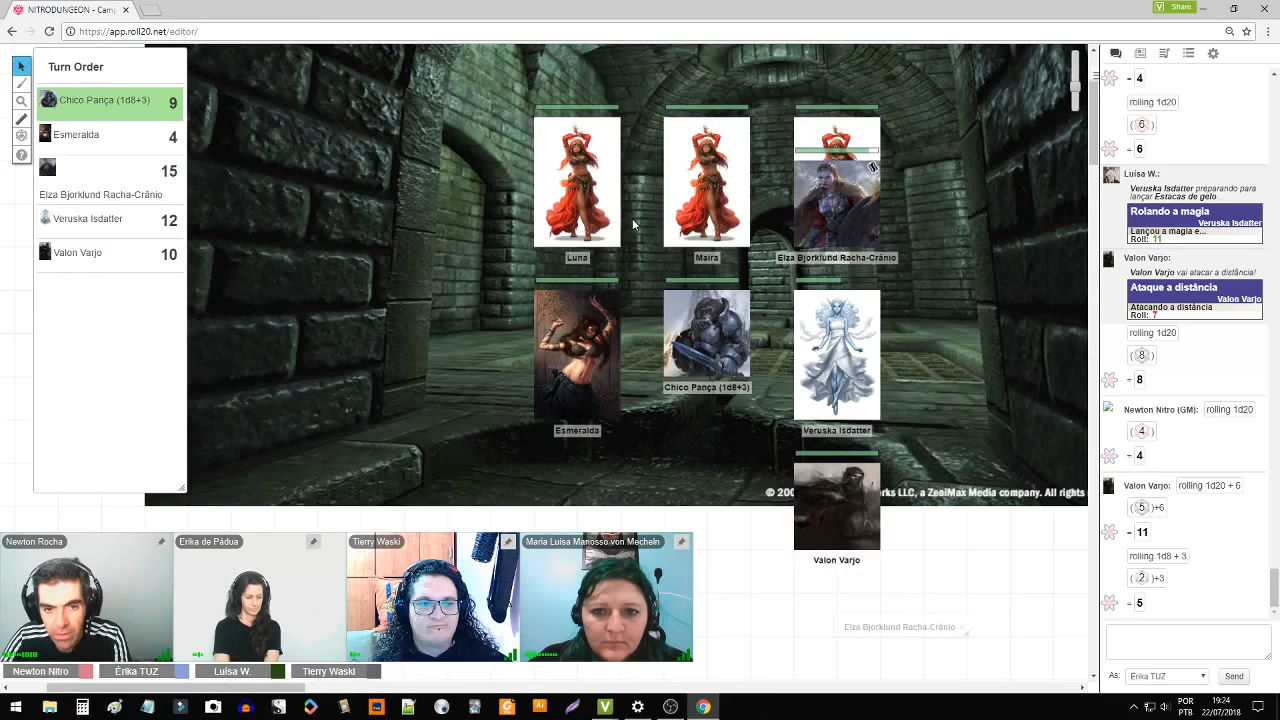 NITRODUNGEON - Camp
Share
https://app.roll20.net/editor/
Turn Order
Chico Pança (1d8+3) 9
Esmeralda 4
15
Elza Bjorklund Racha-Crânio
Veruska Isdatter 12
Valon Varjo 10
Luna
Maira
Elza Bjorklund Racha-Crânio
Esmeralda
Chico Pança (1d8+3)
Veruska Isdatter
Valon Varjo
© 200
rks LLC, a ZeniMax Media company. All rights
Elza Bjorklund Racha-Crânio
Newton Rocha
Erika de Pádua
Tierry Waski
Maria Luisa Manosso von Mecheln
Newton Nitro
Érika TUZ
Luísa W.
Tierry Waski
= 4
rolling 1d20
( 6 )
= 6
Luísa W.:
Veruska Isdatter preparando para
lançar Estacas de gelo...
Rolando a magia
Veruska Isdatter
Lançou a magia e...
Roll: 11
Valon Varjo:
Valon Varjo vai atacar a distância!
Ataque a distância
Valon Varjo
Atacando a distância
Roll: 7
rolling 1d20
( 8 )
= 8
Newton Nitro (GM): rolling 1d20
( 4 )
= 4
Valon Varjo: rolling 1d20 + 6
( 5 )+6
= 11
rolling 1d8 + 3
( 2 )+3
= 5
As: Érika TUZ Send
POR 19:24
PTB 22/07/2018